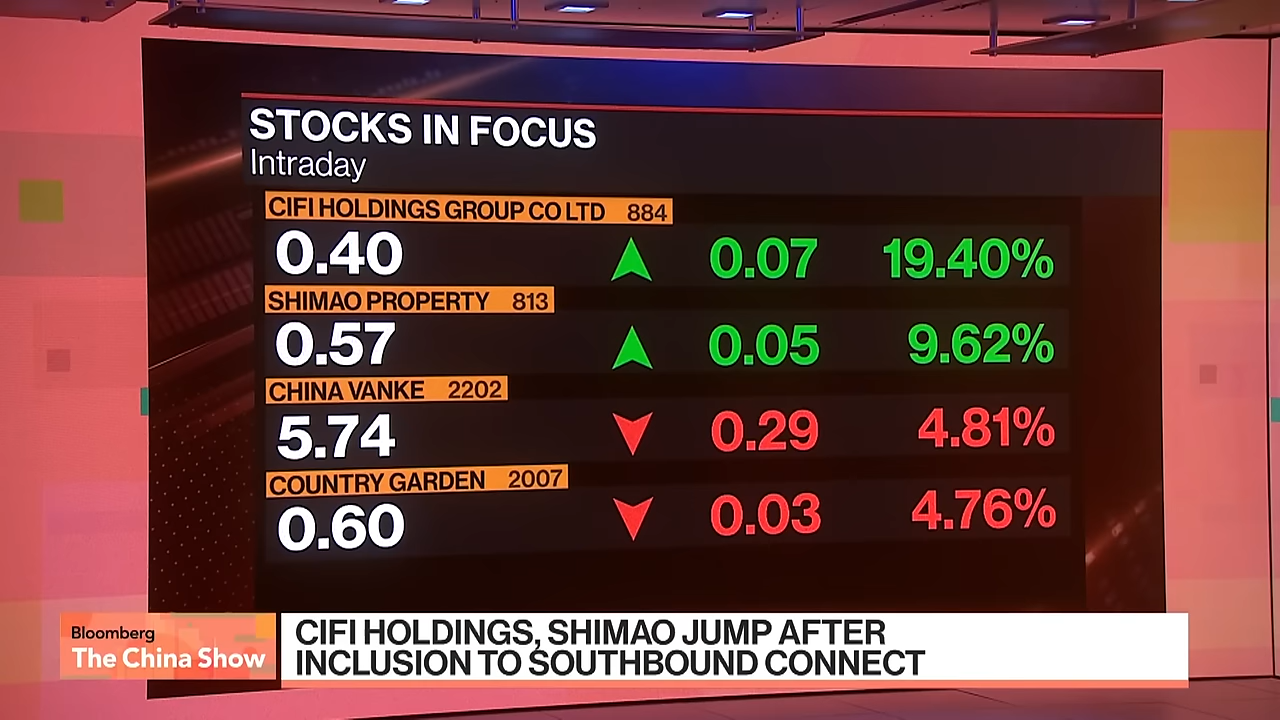 STOCKS IN FOCUS
Intraday
CIFI HOLDINGS GROUP CO LTD 884
0.40 0.07 19.40%
SHIMAO PROPERTY 813
0.57 0.05 9.62%
CHINA VANKE 2202
5.74 0.29 4.81%
COUNTRY GARDEN 2007
0.60 0.03 4.76%
Bloomberg
The China Show
CIFI HOLDINGS, SHIMAO JUMP AFTER
INCLUSION TO SOUTHBOUND CONNECT